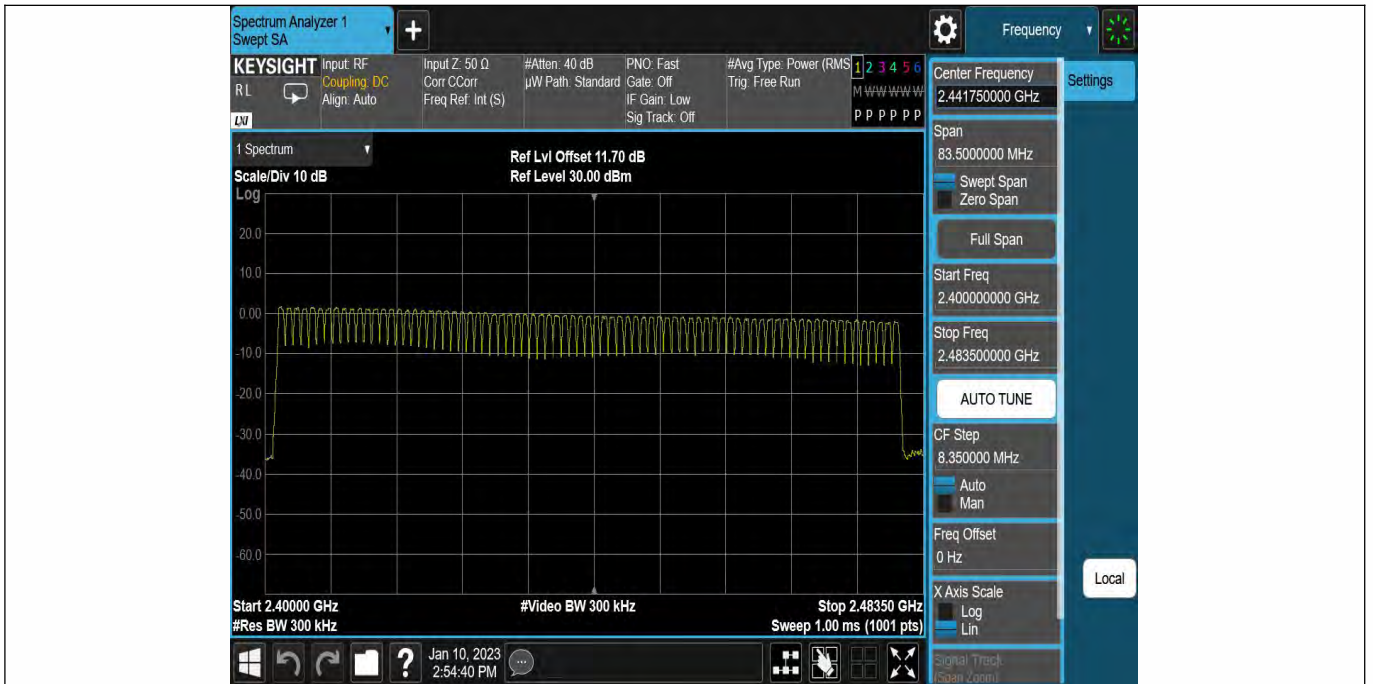 Spectrum Analyzer 1
Swept SA
+
Frequency
KEYSIGHT
RL
LXI
Input: RF
Coupling: DC
Align: Auto
Input Z: 50 Ω
Corr CCorr
Freq Ref: Int (S)
#Atten: 40 dB
µW Path: Standard
PNO: Fast
Gate: Off
IF Gain: Low
Sig Track: Off
#Avg Type: Power (RMS
Trig: Free Run
1 2 3 4 5 6
M W W W W W
P P P P P P
1 Spectrum
Scale/Div 10 dB
Log
Ref Lvl Offset 11.70 dB
Ref Level 30.00 dBm
20.0
10.0
0.00
-10.0
-20.0
-30.0
-40.0
-50.0
-60.0
Start 2.40000 GHz
#Res BW 300 kHz
#Video BW 300 kHz
Stop 2.48350 GHz
Sweep 1.00 ms (1001 pts)
Center Frequency
2.441750000 GHz
Settings
Span
83.5000000 MHz
Swept Span
Zero Span
Full Span
Start Freq
2.400000000 GHz
Stop Freq
2.483500000 GHz
AUTO TUNE
CF Step
8.350000 MHz
Auto
Man
Freq Offset
0 Hz
X Axis Scale
Log
Lin
Signal Track
(Span Zoom)
Local
?
Jan 10, 2023
2:54:40 PM